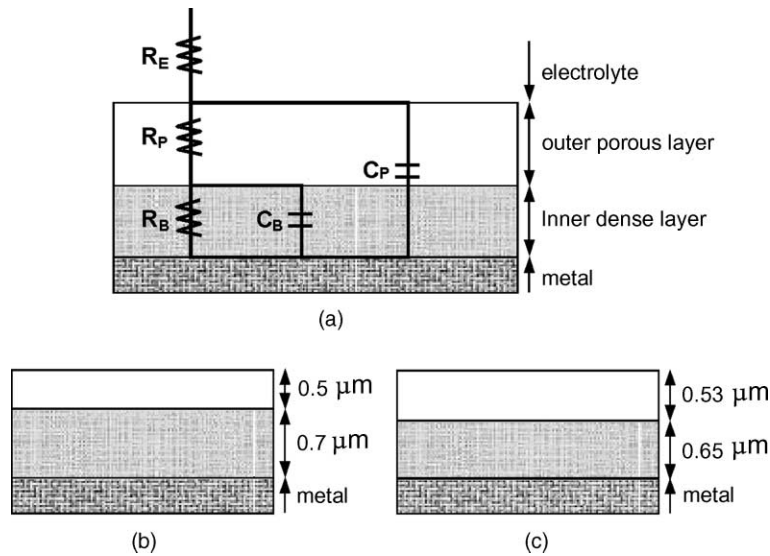 R_E
electrolyte
R_P
outer porous layer
C_P
R_B
C_B
Inner dense layer
metal
(a)
0.5 μm
0.7 μm
metal
(b)
0.53 μm
0.65 μm
metal
(c)